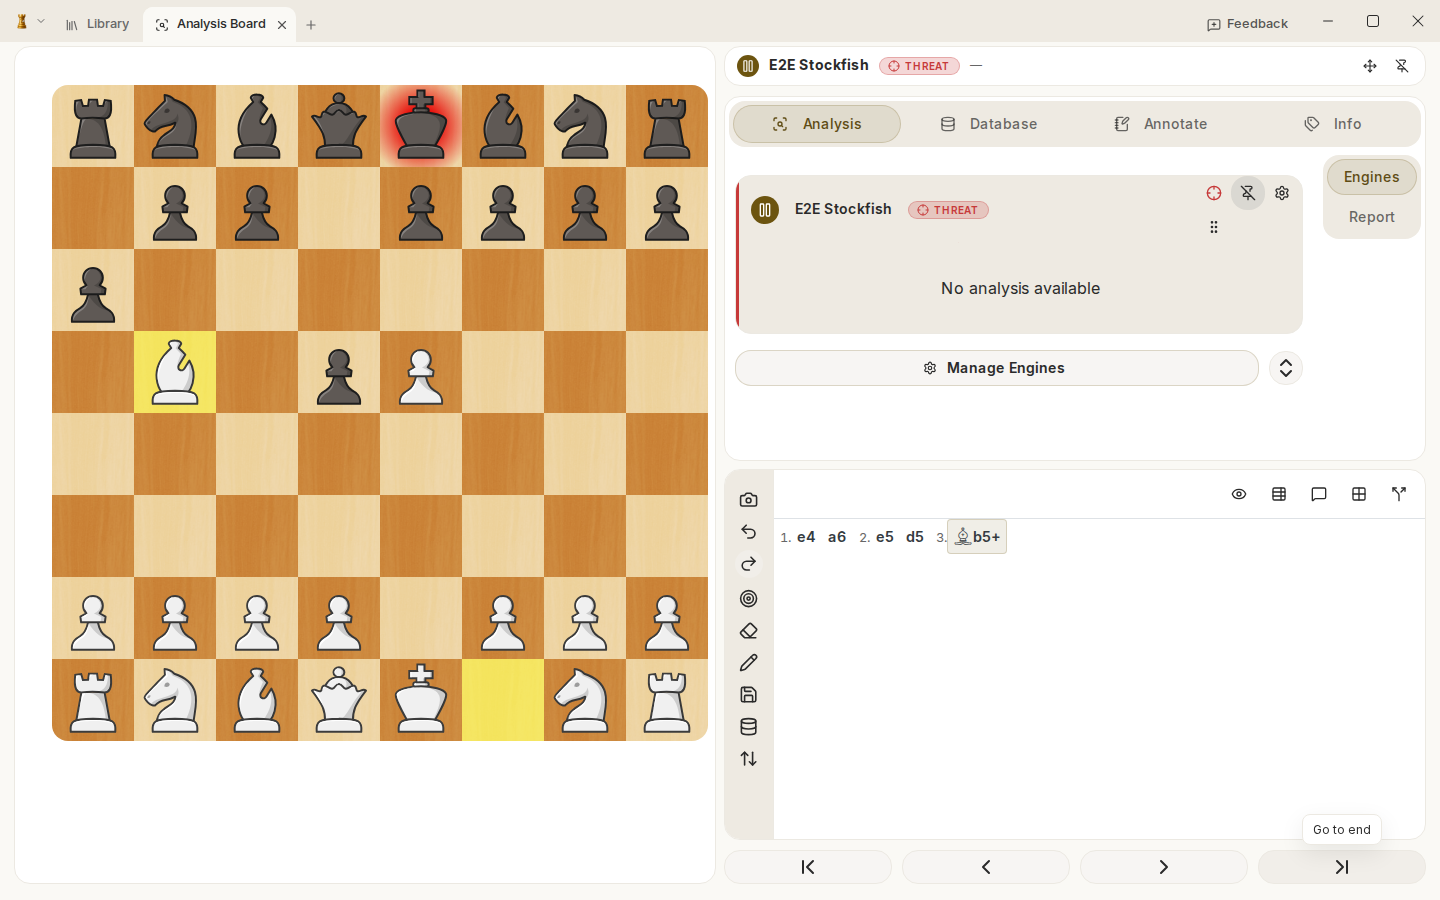 Library
Analysis Board
Feedback
E2E Stockfish THREAT —
Analysis
Database
Annotate
Info
Engines
Report
E2E Stockfish THREAT
No analysis available
Manage Engines
1. e4 a6 2. e5 d5 3. ♗b5+
Go to end